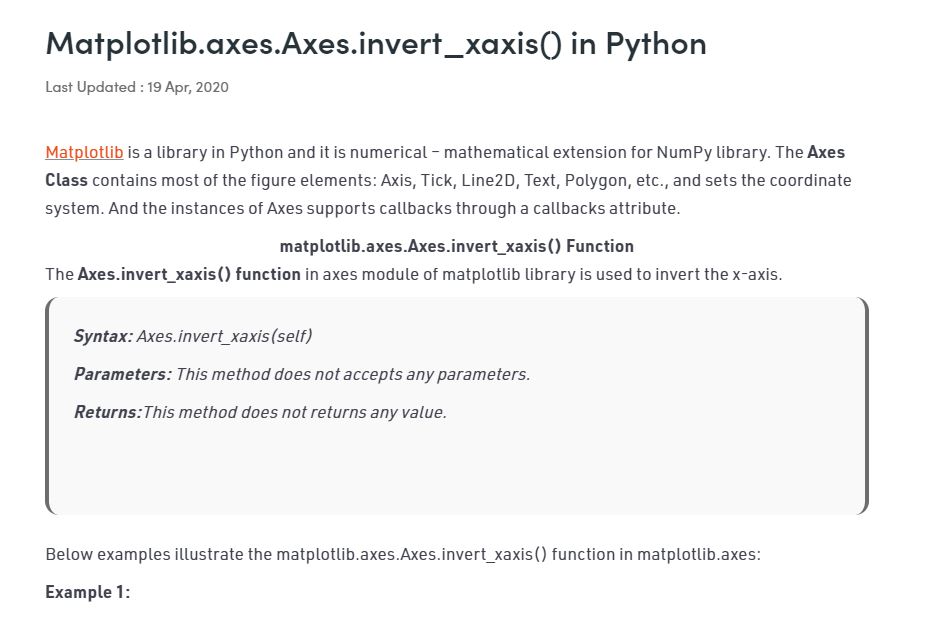 Matplotlib.axes.Axes.invert_xaxis() in Python
Last Updated : 19 Apr, 2020
Matplotlib is a library in Python and it is numerical – mathematical extension for NumPy library. The Axes
Class contains most of the figure elements: Axis, Tick, Line2D, Text, Polygon, etc., and sets the coordinate
system. And the instances of Axes supports callbacks through a callbacks attribute.
matplotlib.axes.Axes.invert_xaxis() Function
The Axes.invert_xaxis() function in axes module of matplotlib library is used to invert the x-axis.
Syntax: Axes.invert_xaxis(self)
Parameters: This method does not accepts any parameters.
Returns:This method does not returns any value.
Below examples illustrate the matplotlib.axes.Axes.invert_xaxis() function in matplotlib.axes:
Example 1: